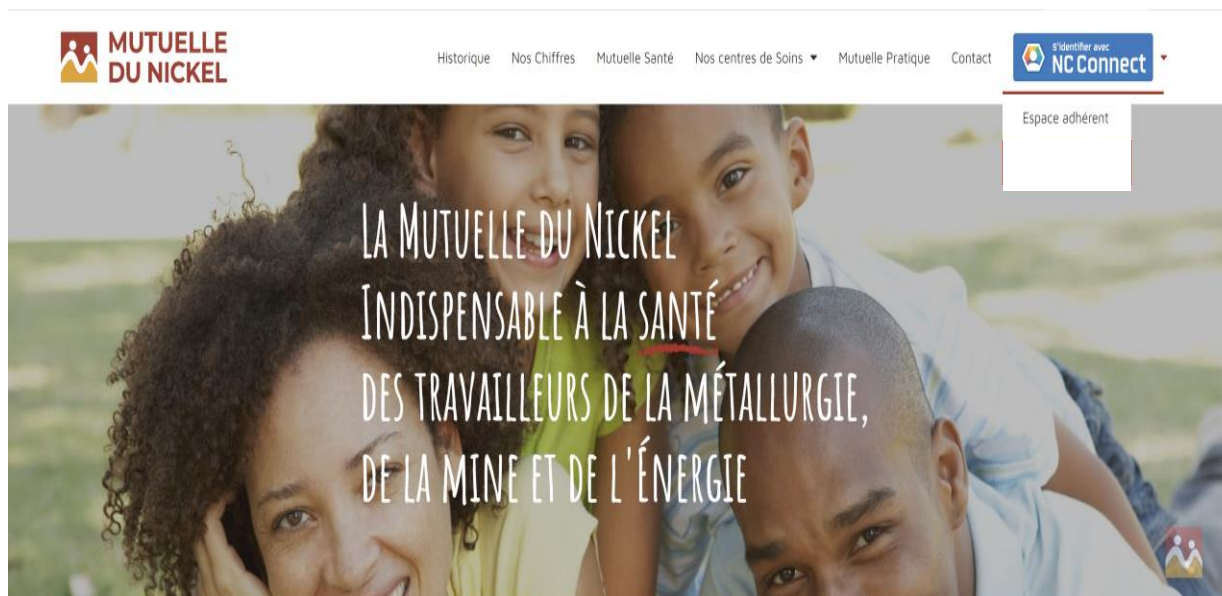 MUTUELLE
DU NICKEL
Historique Nos Chiffres Mutuelle Santé Nos centres de Soins Mutuelle Pratique Contact
S'identifier avec
NC Connect
Espace adhérent
LA MUTUELLE DU NICKEL
INDISPENSABLE À LA SANTÉ
DES TRAVAILLEURS DE LA MÉTALLURGIE,
DE LA MINE ET DE L'ÉNERGIE